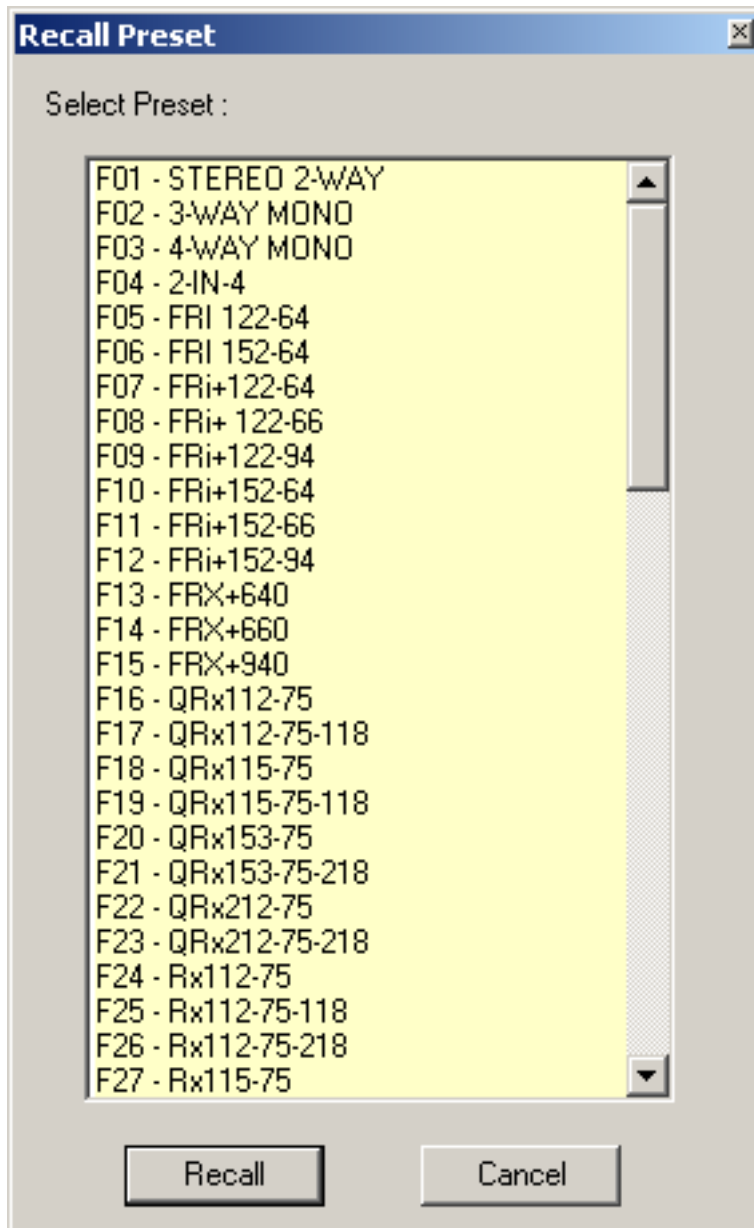 Recall Preset
Select Preset :
F01 - STEREO 2-WAY
F02 - 3-WAY MONO
F03 - 4-WAY MONO
F04 - 2-IN-4
F05 - FRI 122-64
F06 - FRI 152-64
F07 - FRi+122-64
F08 - FRi+ 122-66
F09 - FRi+122-94
F10 - FRi+152-64
F11 - FRi+152-66
F12 - FRi+152-94
F13 - FRX+640
F14 - FRX+660
F15 - FRX+940
F16 - QRx112-75
F17 - QRx112-75-118
F18 - QRx115-75
F19 - QRx115-75-118
F20 - QRx153-75
F21 - QRx153-75-218
F22 - QRx212-75
F23 - QRx212-75-218
F24 - Rx112-75
F25 - Rx112-75-118
F26 - Rx112-75-218
F27 - Rx115-75
Recall Cancel